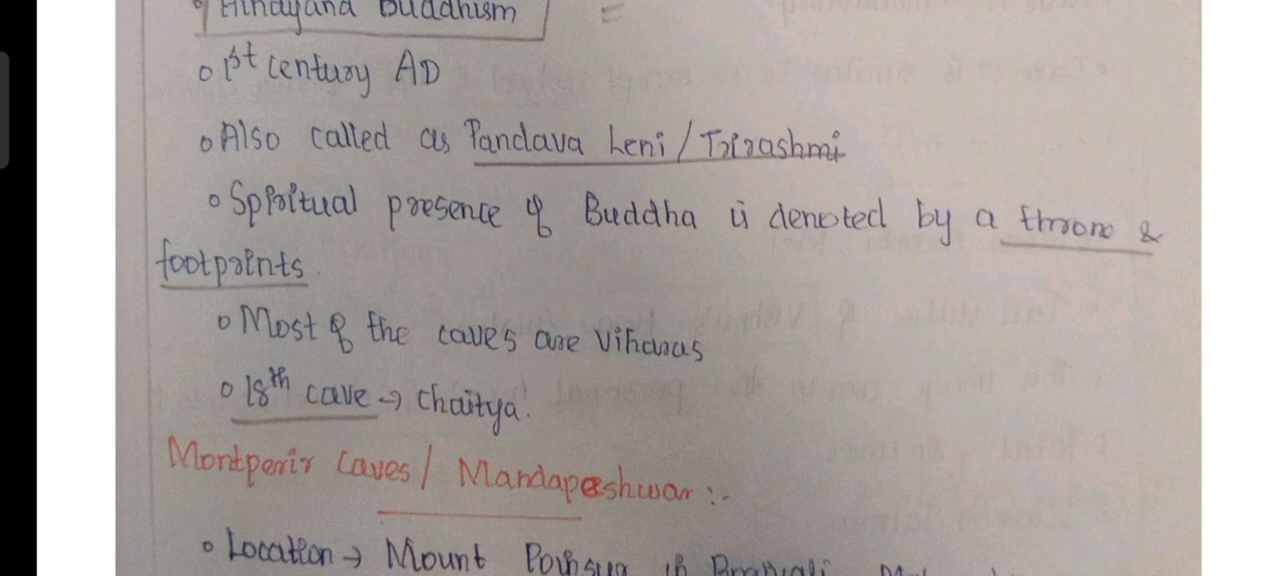 Hinayana Buddhism
o 1st century AD
o Also called as Pandava Leni / Trirashmi
o Spiritual presence of Buddha is denoted by a throne &
footprints.
o Most of the caves are viharas
o 18th cave → chaitya.
Montperir Caves / Mandapeshwar :-
o Location → Mount